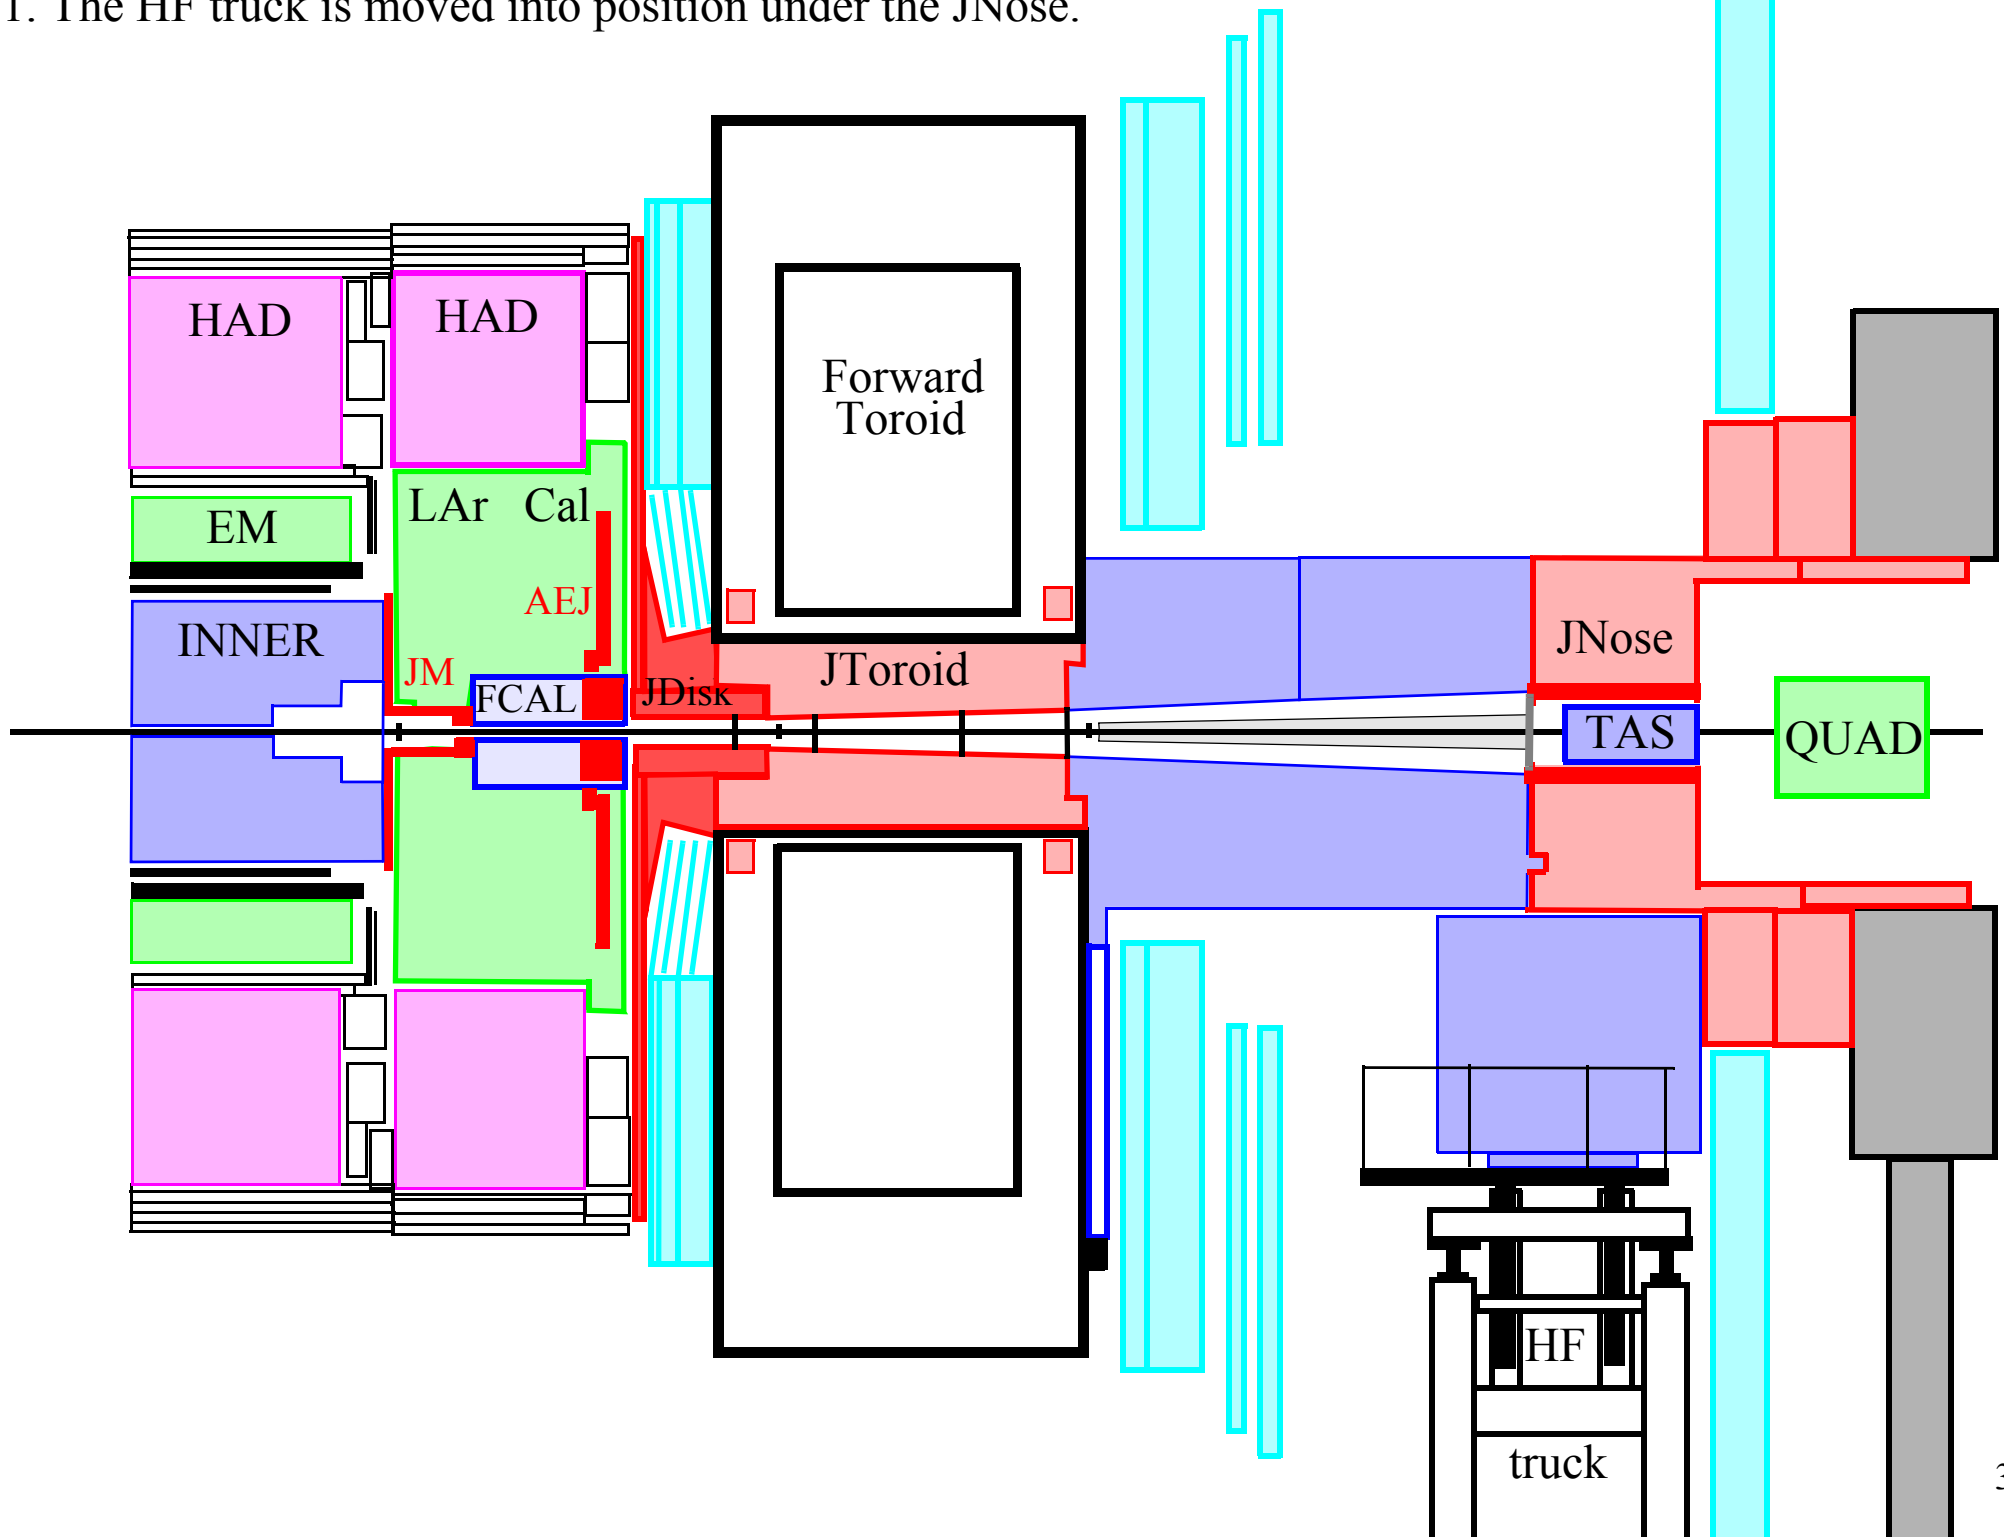 1. The HF truck is moved into position under the JNose.
HAD
HAD
Forward
Toroid
LAr Cal
EM
AEJ
INNER
JM
FCAL
JDisk
JToroid
JNose
TAS
QUAD
HF
truck
3